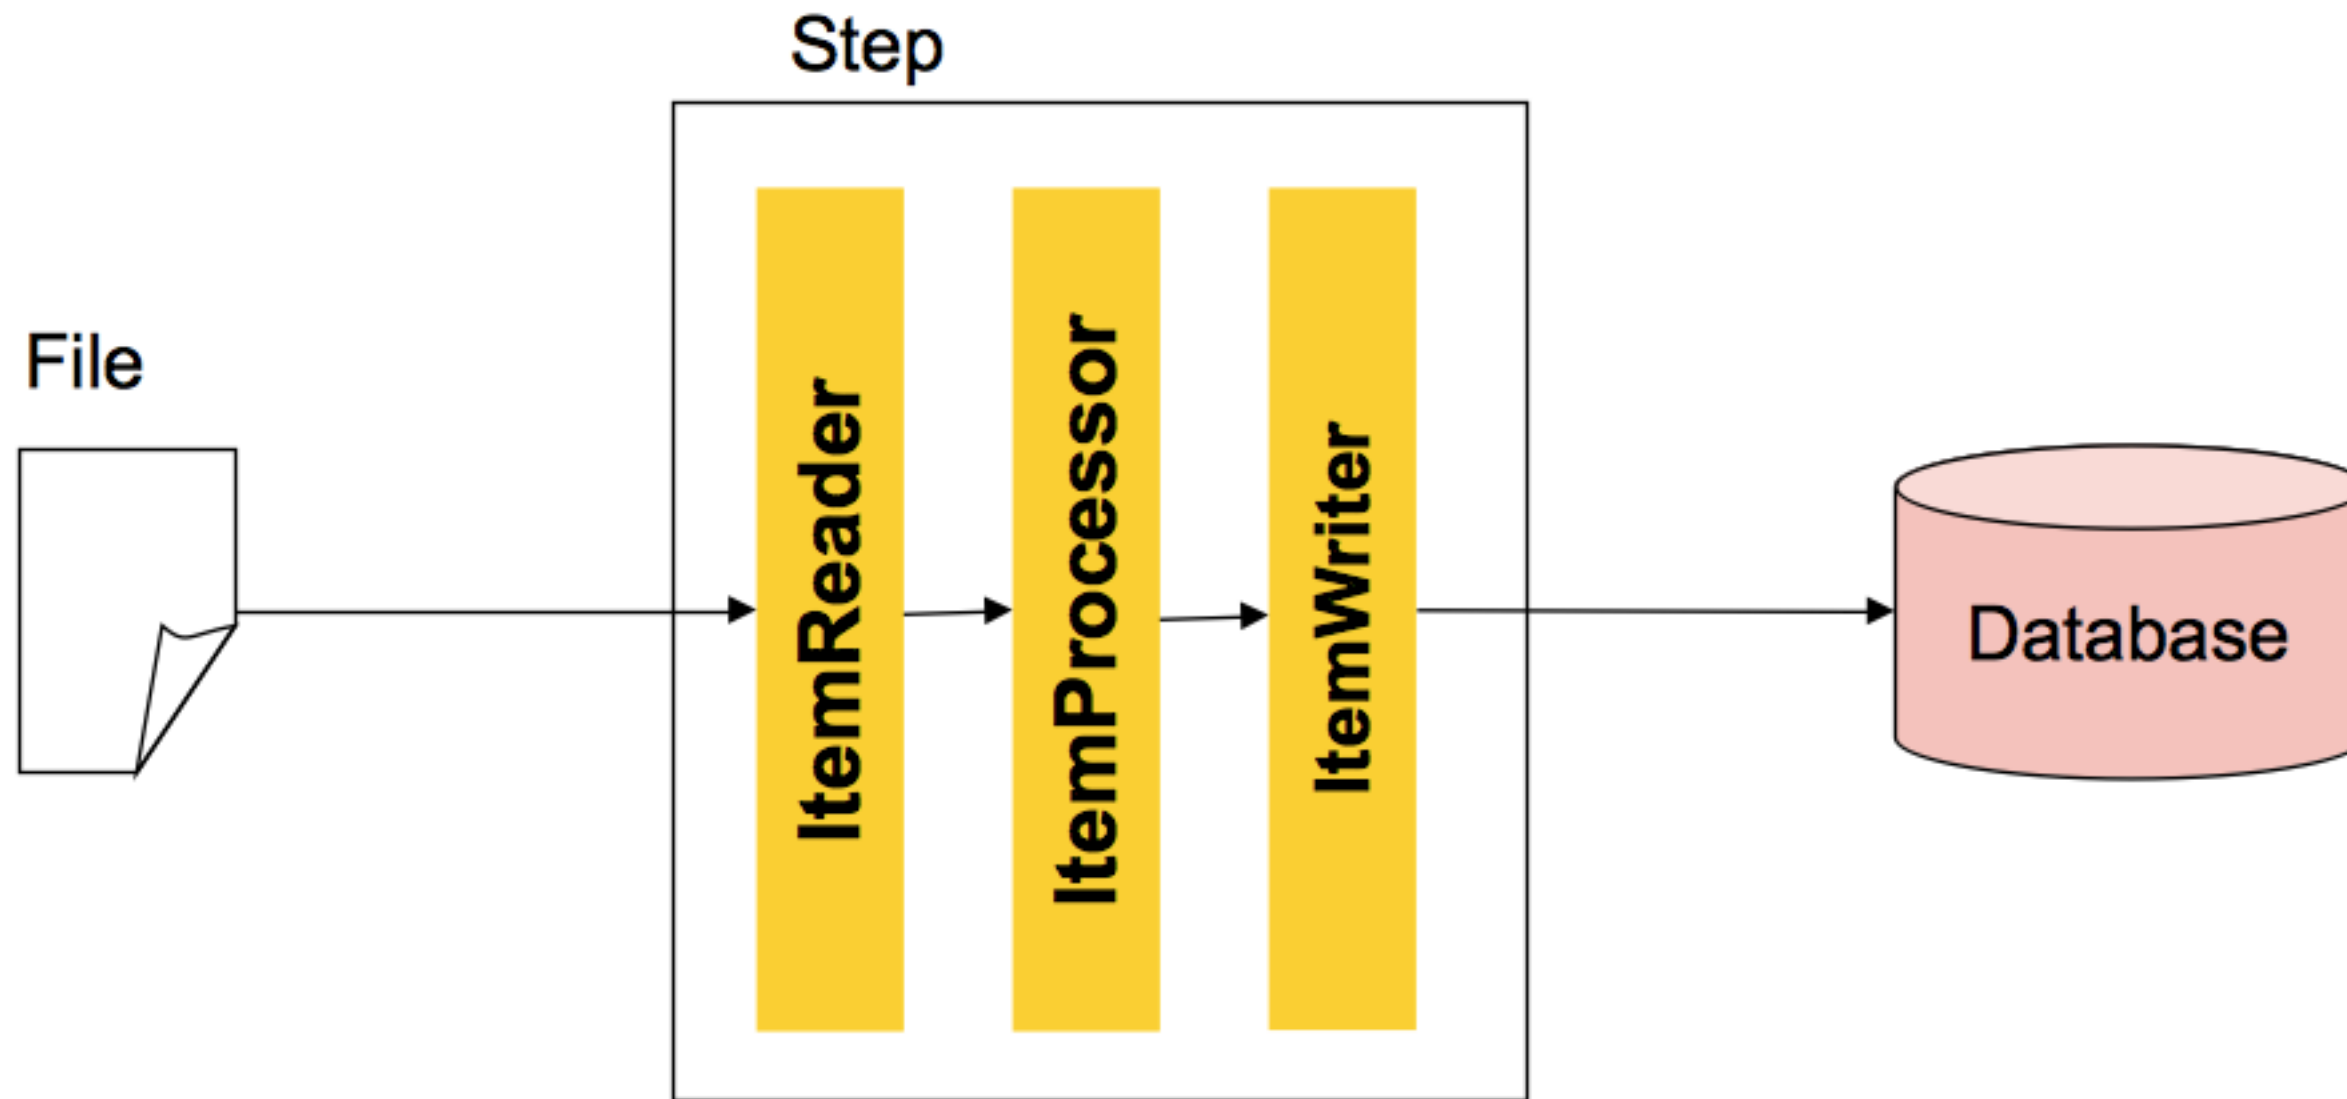 Step
File
ItemReader
ItemProcessor
ItemWriter
Database